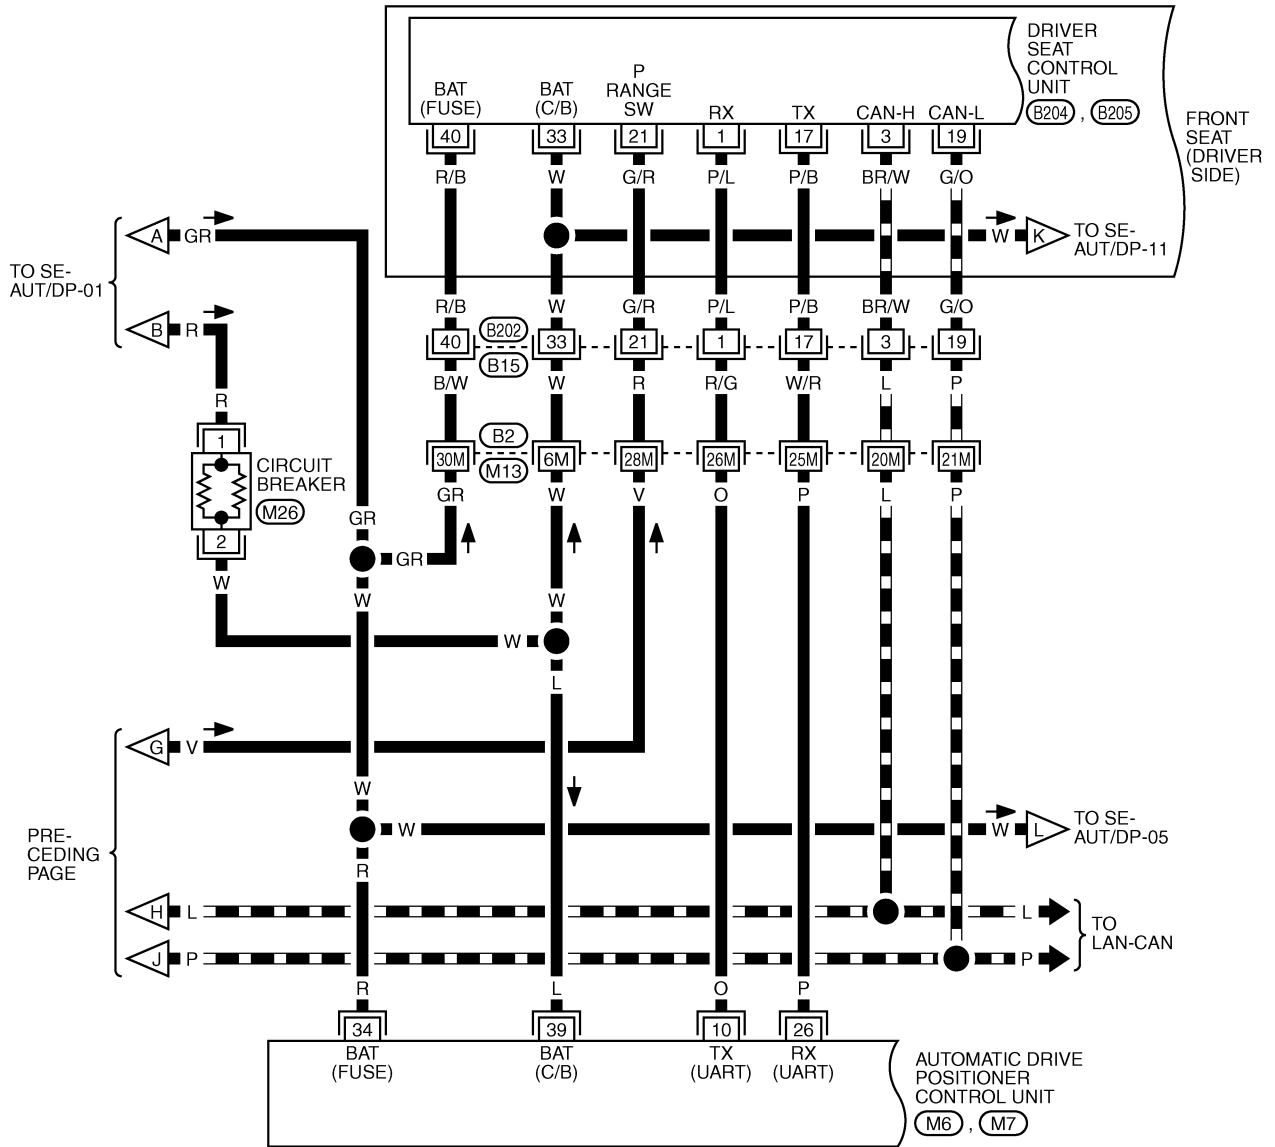 DRIVER
SEAT
CONTROL
UNIT
B204 , B205
FRONT
SEAT
(DRIVER
SIDE)
BAT
(FUSE)
BAT
(C/B)
P
RANGE
SW
RX
TX
CAN-H
CAN-L
40 33 21 1 17 3 19
R/B W G/R P/L P/B BR/W G/O
A GR
W K
TO SE-
AUT/DP-11
TO SE-
AUT/DP-01
B R
R/B W G/R P/L P/B BR/W G/O
B202
40 33 21 1 17 3 19
B15
B/W W R R/G W/R L P
R
1
CIRCUIT
BREAKER
M26
2
W
B2
30M 6M 28M 26M 25M 20M 21M
M13
GR W V O P L P
GR
GR
W
W
W
L
G V
W
W
W L
TO SE-
AUT/DP-05
R
PRE-
CEDING
PAGE
H L
L
J P
P
TO
LAN-CAN
R L O P
34 39 10 26
BAT
(FUSE)
BAT
(C/B)
TX
(UART)
RX
(UART)
AUTOMATIC DRIVE
POSITIONER
CONTROL UNIT
M6 , M7